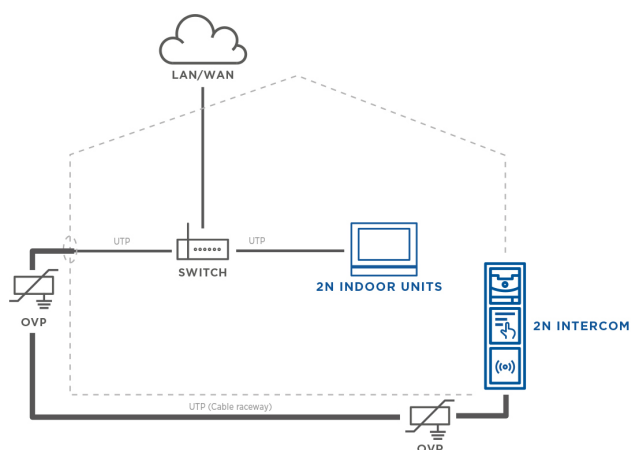 LAN/WAN
UTP
UTP
SWITCH
2N INDOOR UNITS
OVP
2N INTERCOM
UTP (Cable raceway)
OVP